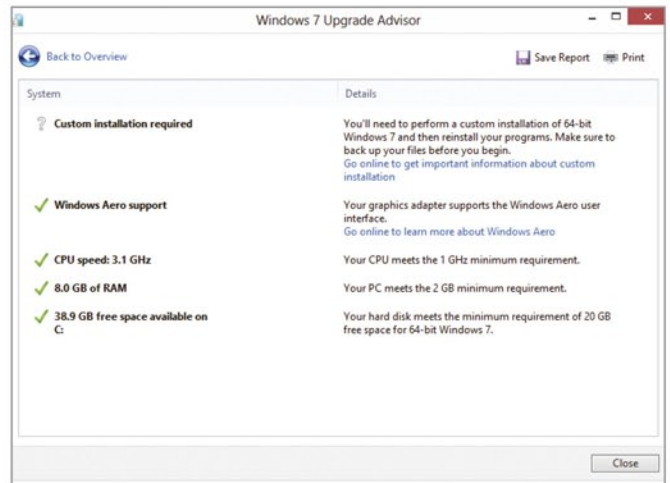 Windows 7 Upgrade Advisor
Back to Overview
Save Report
Print
System
Details
Custom installation required
You'll need to perform a custom installation of 64-bit
Windows 7 and then reinstall your programs. Make sure to
back up your files before you begin.
Go online to get important information about custom
installation
Windows Aero support
Your graphics adapter supports the Windows Aero user
interface.
Go online to learn more about Windows Aero
CPU speed: 3.1 GHz
Your CPU meets the 1 GHz minimum requirement.
8.0 GB of RAM
Your PC meets the 2 GB minimum requirement.
38.9 GB free space available on
C:
Your hard disk meets the minimum requirement of 20 GB
free space for 64-bit Windows 7.
Close